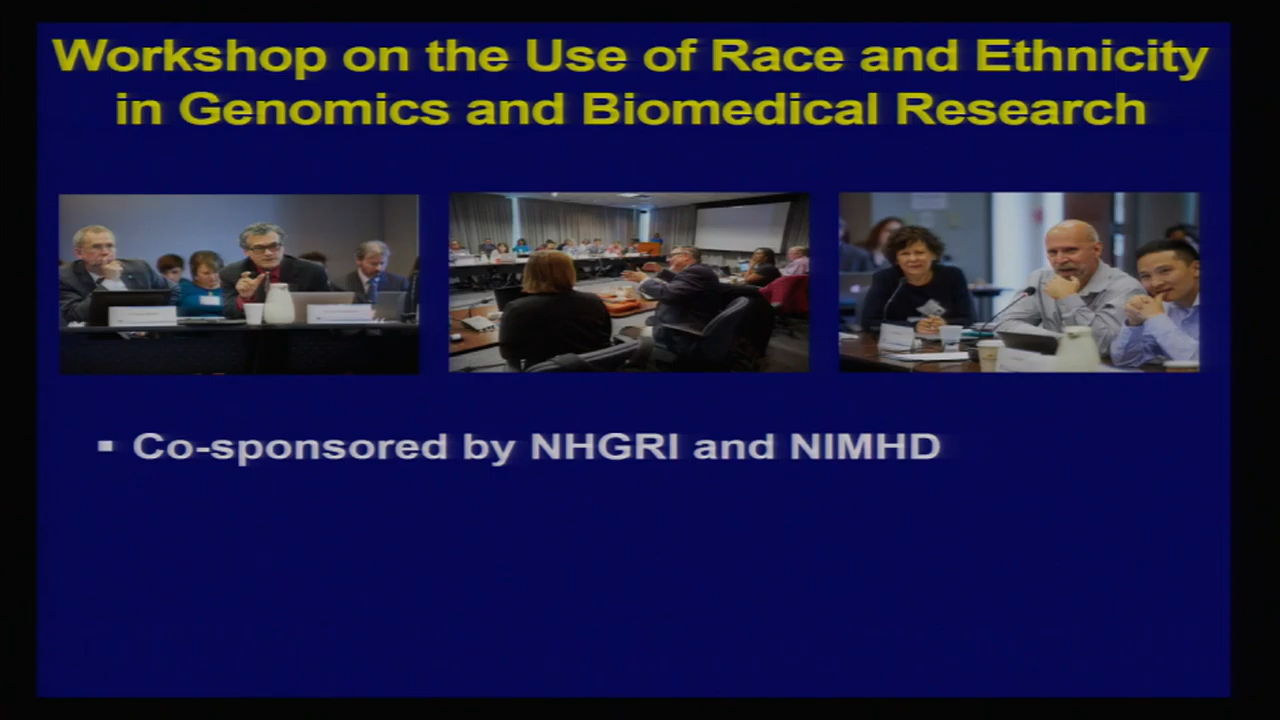 Workshop on the Use of Race and Ethnicity
in Genomics and Biomedical Research
▪ Co-sponsored by NHGRI and NIMHD